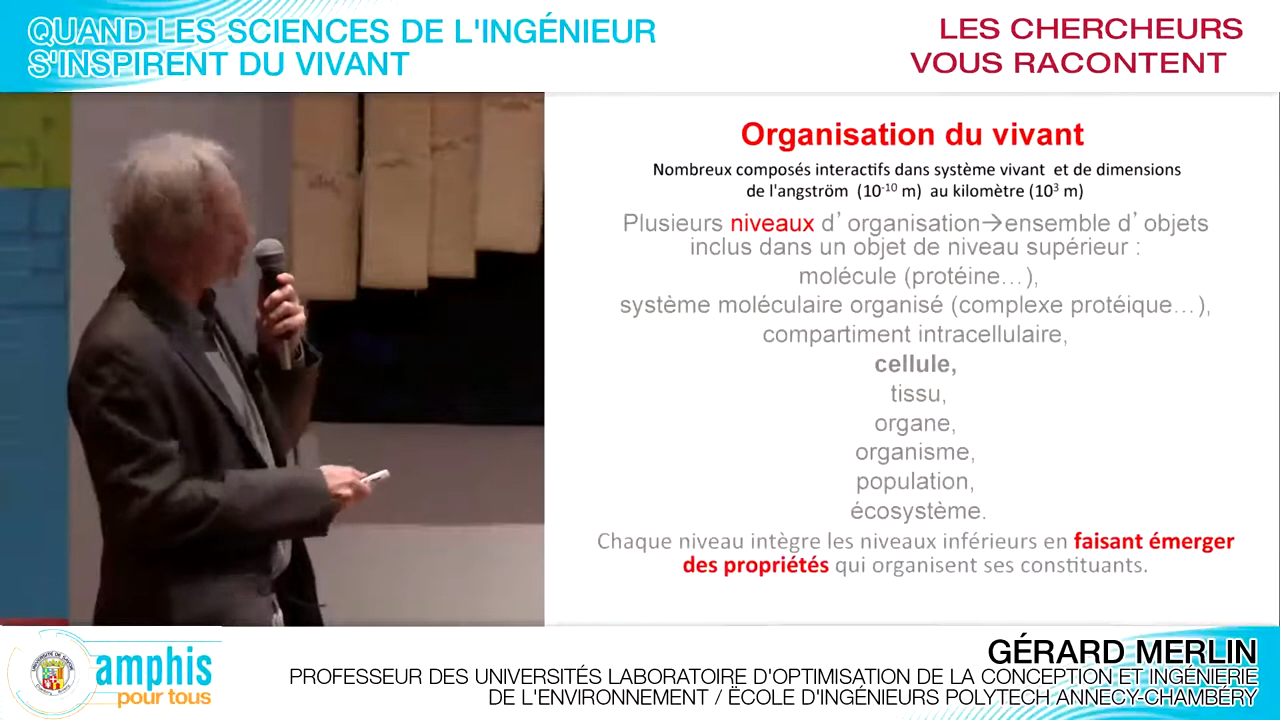 QUAND LES SCIENCES DE L'INGÉNIEUR
S'INSPIRENT DU VIVANT
LES CHERCHEURS
VOUS RACONTENT
Organisation du vivant
Nombreux composés interactifs dans système vivant et de dimensions
de l'angström (10⁻¹⁰ m) au kilomètre (10³ m)
Plusieurs niveaux d’organisation→ensemble d’objets
inclus dans un objet de niveau supérieur :
molécule (protéine…),
système moléculaire organisé (complexe protéique…),
compartiment intracellulaire,
cellule,
tissu,
organe,
organisme,
population,
écosystème.
Chaque niveau intègre les niveaux inférieurs en faisant émerger
des propriétés qui organisent ses constituants.
amphis
pour tous
GÉRARD MERLIN
PROFESSEUR DES UNIVERSITÉS LABORATOIRE D'OPTIMISATION DE LA CONCEPTION ET INGÉNIERIE
DE L'ENVIRONNEMENT / ËCOLE D'INGÉNIEURS POLYTECH ANNECY-CHAMBÉRY